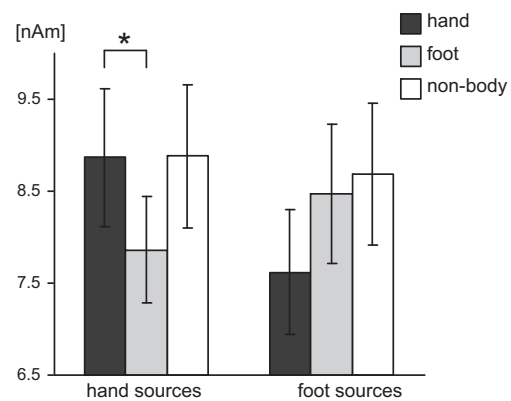 [nAm]
hand
foot
non-body
*
9.5
8.5
7.5
6.5
hand sources
foot sources